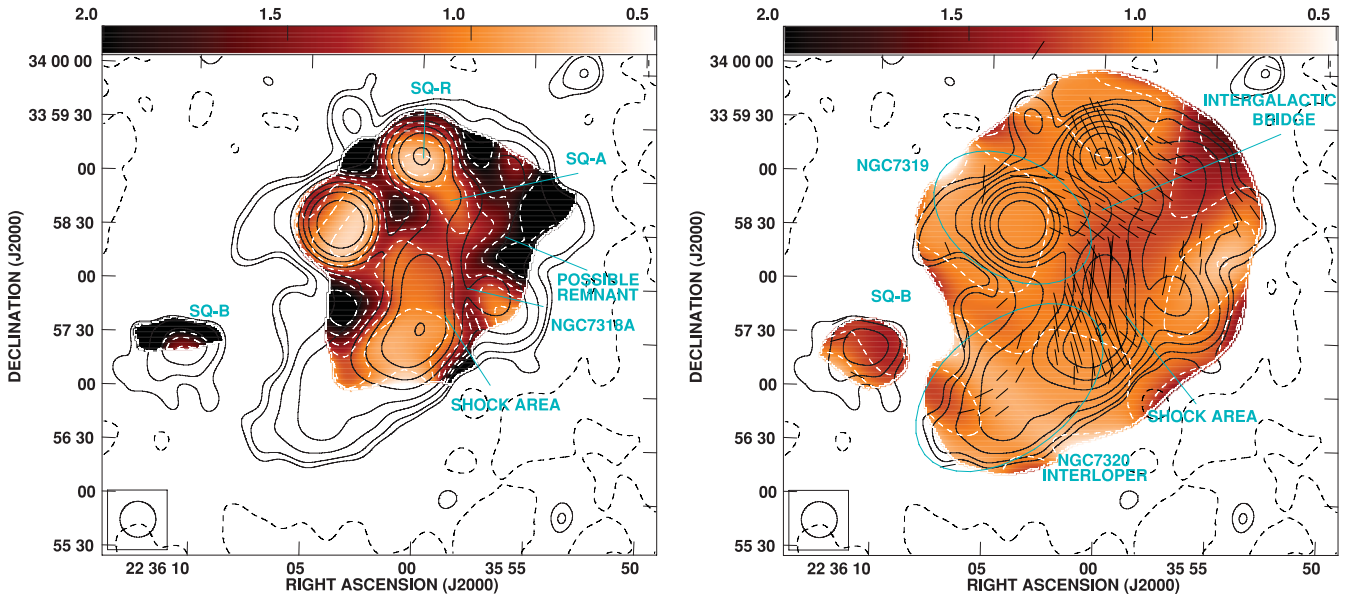 2.0 1.5 1.0 0.5
34 00 00
33 59 30
00
58 30
00
57 30
00
56 30
00
55 30
DECLINATION (J2000)
SQ-R
SQ-A
POSSIBLE
REMNANT
NGC7318A
SQ-B
SHOCK AREA
22 36 10 05 00 35 55 50
RIGHT ASCENSION (J2000)
2.0 1.5 1.0 0.5
34 00 00
33 59 30
00
58 30
00
57 30
00
56 30
00
55 30
DECLINATION (J2000)
INTERGALACTIC
BRIDGE
NGC7319
SQ-B
SHOCK AREA
NGC7320
INTERLOPER
22 36 10 05 00 35 55 50
RIGHT ASCENSION (J2000)